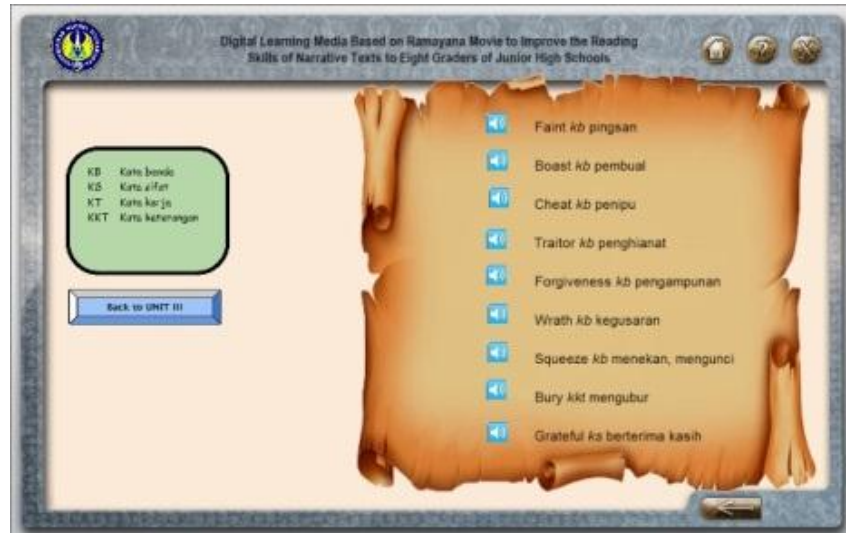 Digital Learning Media Based on Ramayana Movie to Improve the Reading
Skills of Narrative Texts to Eight Graders of Junior High Schools
KB Kata benda
KS Kata sifat
KT Kata kerja
KKT Kata keterangan
Back to UNIT III
Faint kb pingsan
Boast kb pembual
Cheat kb penipu
Traitor kb penghianat
Forgiveness kb pengampunan
Wrath kb kegusaran
Squeeze kb menekan, mengunci
Bury kkt mengubur
Grateful ks berterima kasih